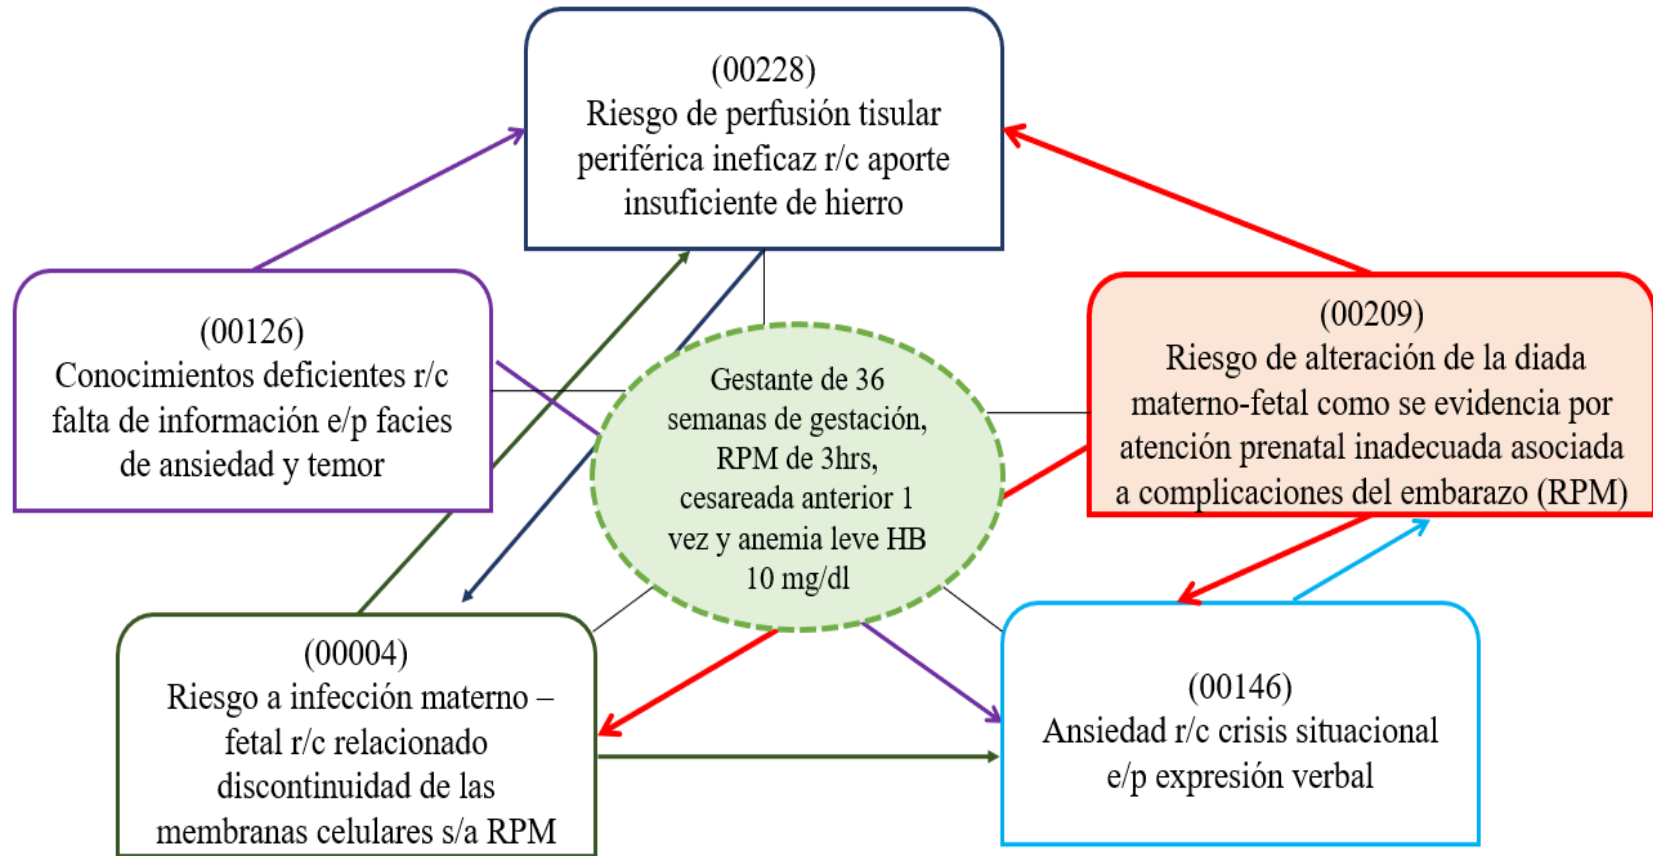 (00228)
Riesgo de perfusión tisular
periférica ineficaz r/c aporte
insuficiente de hierro
(00126)
Conocimientos deficientes r/c
falta de información e/p facies
de ansiedad y temor
Gestante de 36
semanas de gestación,
RPM de 3hrs,
cesareada anterior 1
vez y anemia leve HB
10 mg/dl
(00209)
Riesgo de alteración de la diada
materno-fetal como se evidencia por
atención prenatal inadecuada asociada
a complicaciones del embarazo (RPM)
(00004)
Riesgo a infección materno –
fetal r/c relacionado
discontinuidad de las
membranas celulares s/a RPM
(00146)
Ansiedad r/c crisis situacional
e/p expresión verbal